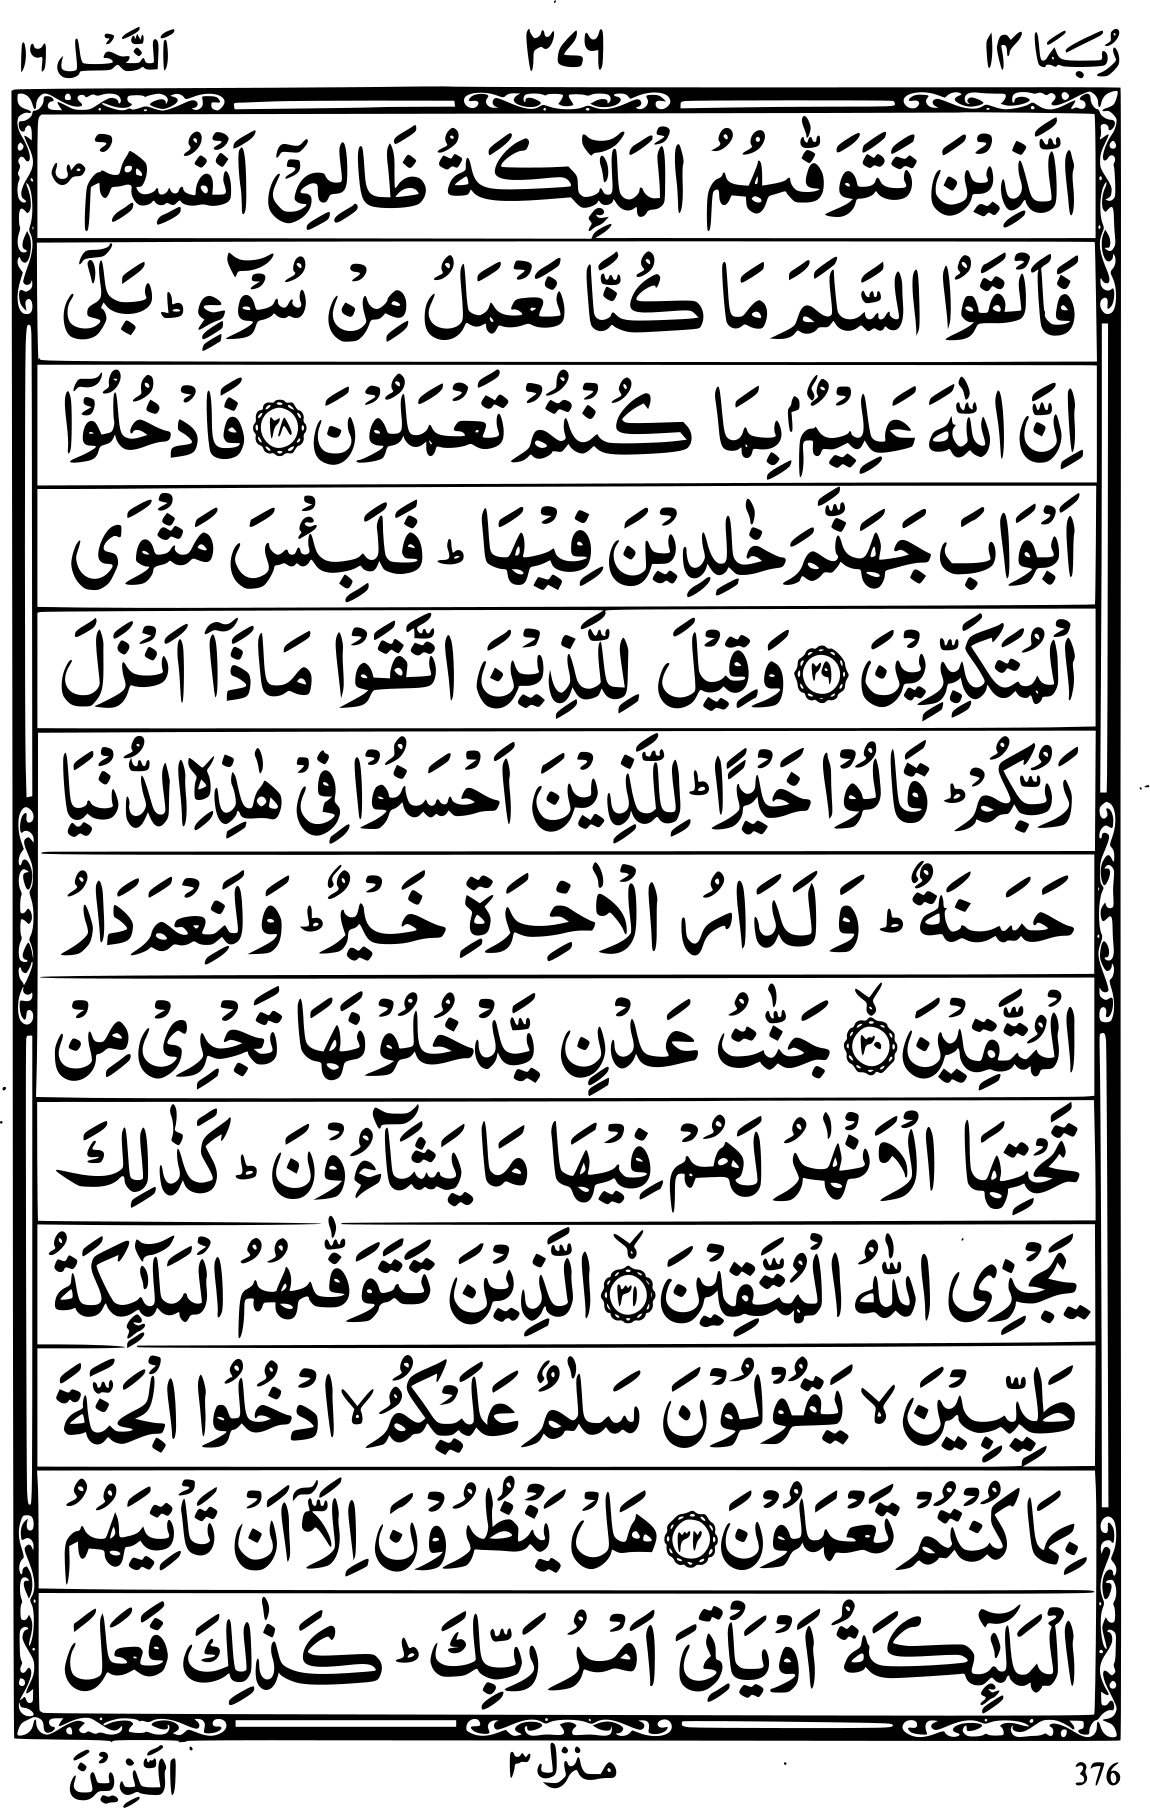 رُبَمَا ١٤ ٣٧٦ اَلنَّحْل ١٦
الَّذِيْنَ تَتَوَفّٰىهُمُ الْمَلٰٓئِكَةُ ظَالِمِيْٓ اَنْفُسِهِمْ ۪
فَاَلْقَوُا السَّلَمَ مَا كُنَّا نَعْمَلُ مِنْ سُوْٓءٍ ؕ بَلٰٓى
اِنَّ اللّٰهَ عَلِيْمٌۢ بِمَا كُنْتُمْ تَعْمَلُوْنَ ﴿٢٨﴾ فَادْخُلُوْٓا
اَبْوَابَ جَهَنَّمَ خٰلِدِيْنَ فِيْهَا ؕ فَلَبِئْسَ مَثْوَى
الْمُتَكَبِّرِيْنَ ﴿٢٩﴾ وَقِيْلَ لِلَّذِيْنَ اتَّقَوْا مَاذَآ اَنْزَلَ
رَبُّكُمْ ؕ قَالُوْا خَيْرًا ؕ لِلَّذِيْنَ اَحْسَنُوْا فِيْ هٰذِهِ الدُّنْيَا
حَسَنَةٌ ؕ وَلَدَارُ الْاٰخِرَةِ خَيْرٌ ؕ وَلَنِعْمَ دَارُ
الْمُتَّقِيْنَ ﴿٣٠﴾ۙ جَنّٰتُ عَدْنٍ يَّدْخُلُوْنَهَا تَجْرِيْ مِنْ
تَحْتِهَا الْاَنْهٰرُ لَهُمْ فِيْهَا مَا يَشَآءُوْنَ ؕ كَذٰلِكَ
يَجْزِى اللّٰهُ الْمُتَّقِيْنَ ﴿٣١﴾ۙ الَّذِيْنَ تَتَوَفّٰىهُمُ الْمَلٰٓئِكَةُ
طَيِّبِيْنَ ۙ يَقُوْلُوْنَ سَلٰمٌ عَلَيْكُمُ ۙ ادْخُلُوا الْجَنَّةَ
بِمَا كُنْتُمْ تَعْمَلُوْنَ ﴿٣٢﴾ هَلْ يَنْظُرُوْنَ اِلَّآ اَنْ تَاْتِيَهُمُ
الْمَلٰٓئِكَةُ اَوْ يَاْتِيَ اَمْرُ رَبِّكَ ؕ كَذٰلِكَ فَعَلَ
376 منزل ٣ الَّذِيْنَ